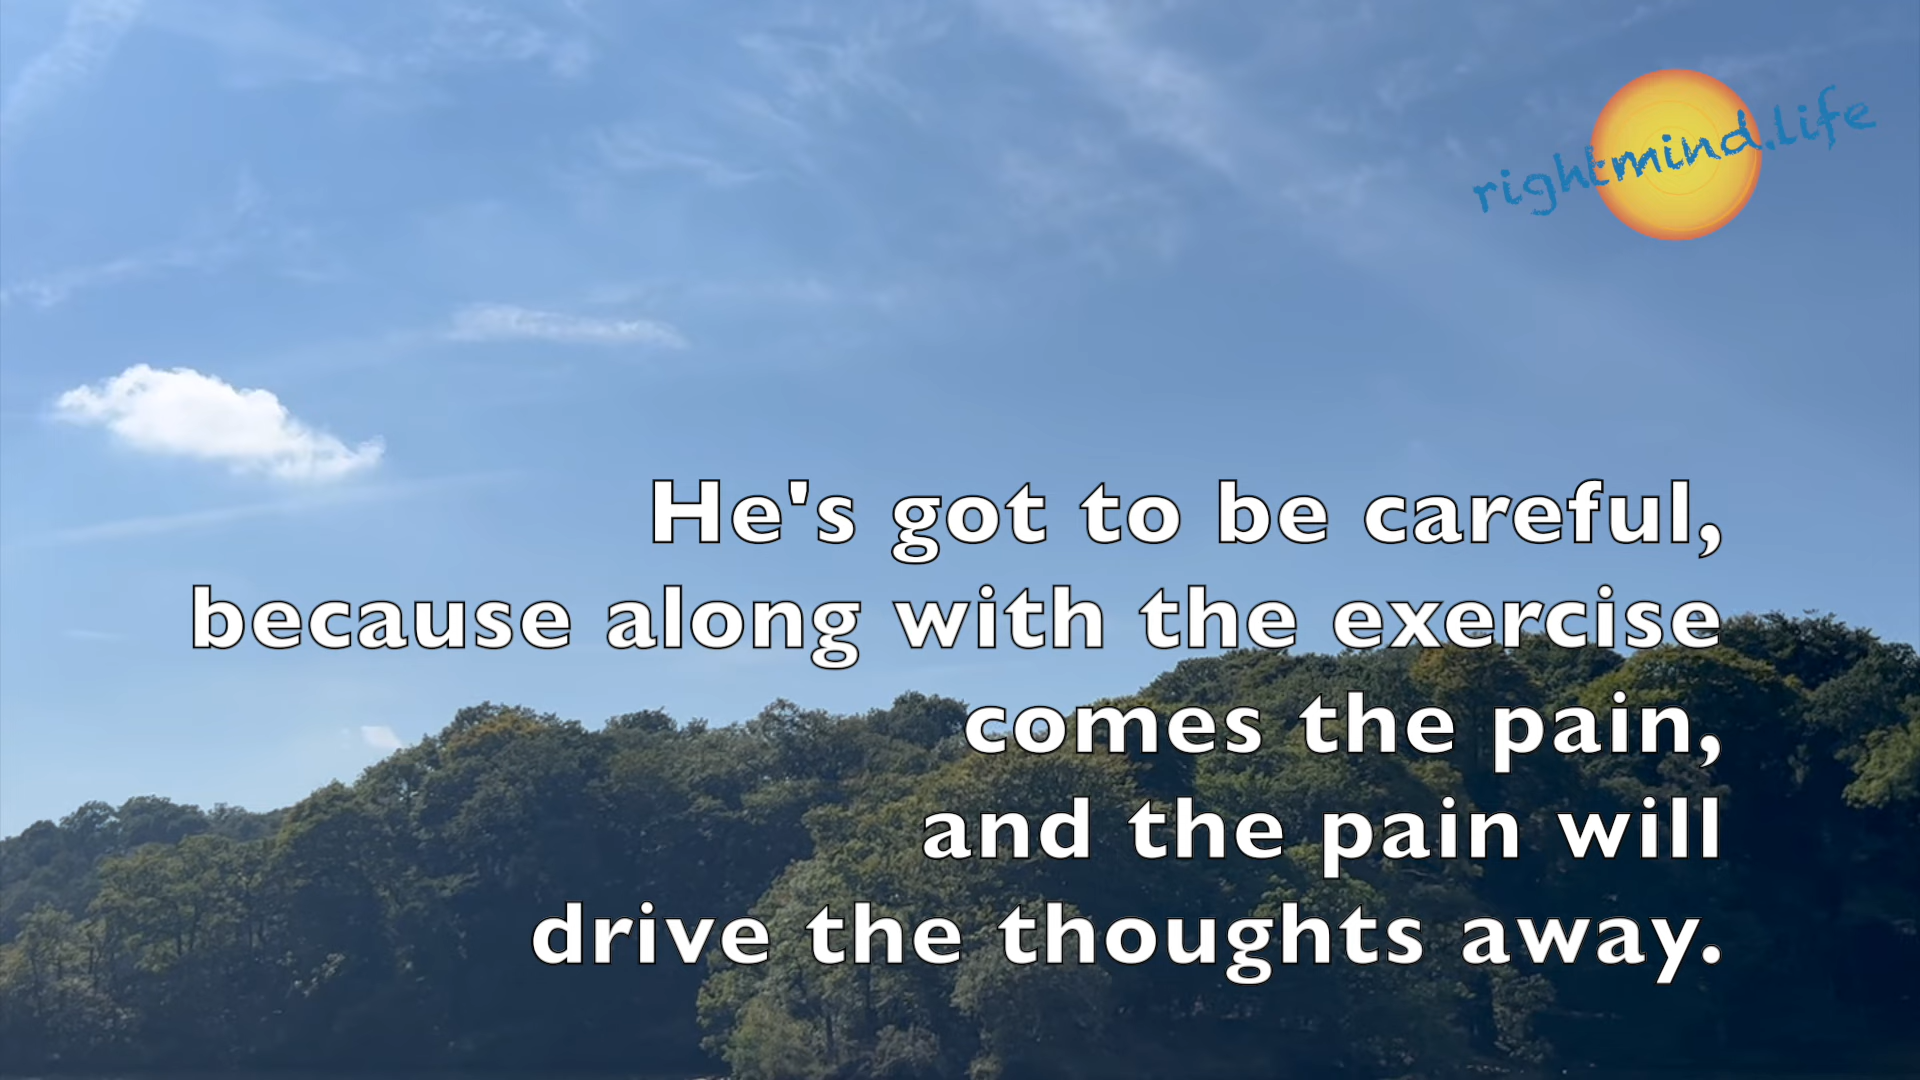 rightmind.life
He's got to be careful,
because along with the exercise
comes the pain,
and the pain will
drive the thoughts away.